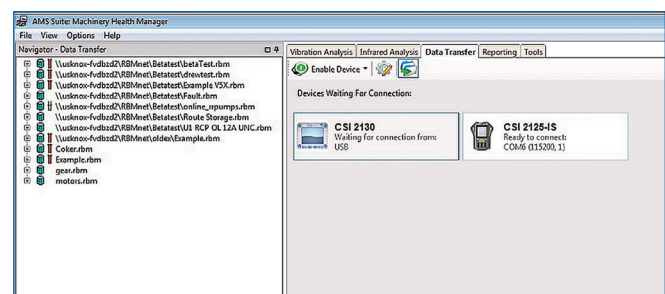 AMS Suite: Machinery Health Manager
File View Options Help
Navigator - Data Transfer
\\usknox-fvdbzd2\RBMnet\Betatest\betaTest.rbm
\\usknox-fvdbzd2\RBMnet\Betatest\drewtest.rbm
\\usknox-fvdbzd2\RBMnet\Betatest\Example V5X.rbm
\\usknox-fvdbzd2\RBMnet\Betatest\Fault.rbm
\\usknox-fvdbzd2\RBMnet\Betatest\online_rpumps.rbm
\\usknox-fvdbzd2\RBMnet\Betatest\Route Storage.rbm
\\usknox-fvdbzd2\RBMnet\Betatest\U1 RCP OL 12A UNC.rbm
\\usknox-fvdbzd2\RBMnet\oldex\Example.rbm
Coker.rbm
Example.rbm
gear.rbm
motors.rbm
Vibration Analysis Infrared Analysis Data Transfer Reporting Tools
Enable Device
Devices Waiting For Connection:
CSI 2130
Waiting for connection from:
USB
CSI 2125-IS
Ready to connect:
COM6 (115200, 1)